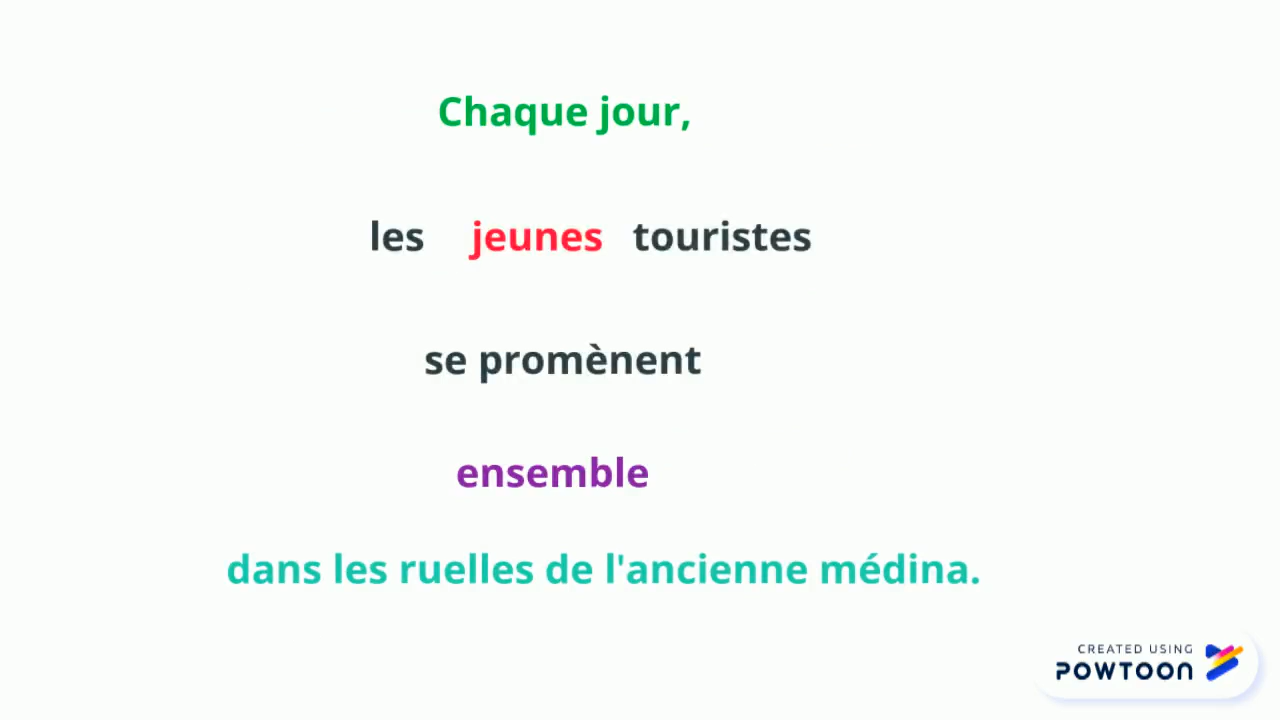 Chaque jour,
les jeunes touristes
se promènent
ensemble
dans les ruelles de l'ancienne médina.
CREATED USING
POWTOON